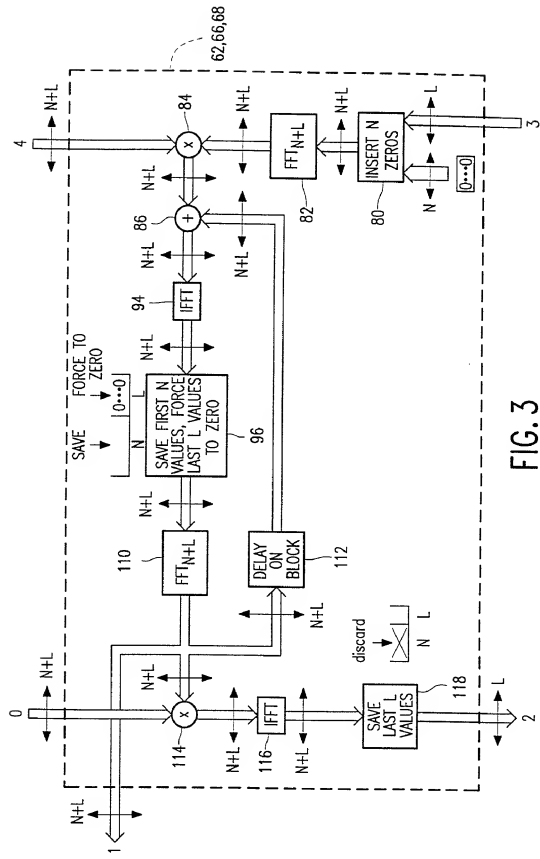 62,66,68
4
N+L
84
X
N+L
N+L
FFT N+L
82
N+L
INSERT N
ZEROS
80
N
L
0•••0
3
86
+
N+L
N+L
94
IFFT
N+L
SAVE
FORCE TO
ZERO
N
L
0•••0
SAVE FIRST N
VALUES, FORCE
LAST L VALUES
TO ZERO
96
N+L
110
FFT N+L
DELAY
ON
BLOCK
112
N+L
0
N+L
N+L
X
114
N+L
116
IFFT
N+L
discard
N
L
SAVE
LAST L
VALUES
118
L
2
N+L
1
FIG. 3